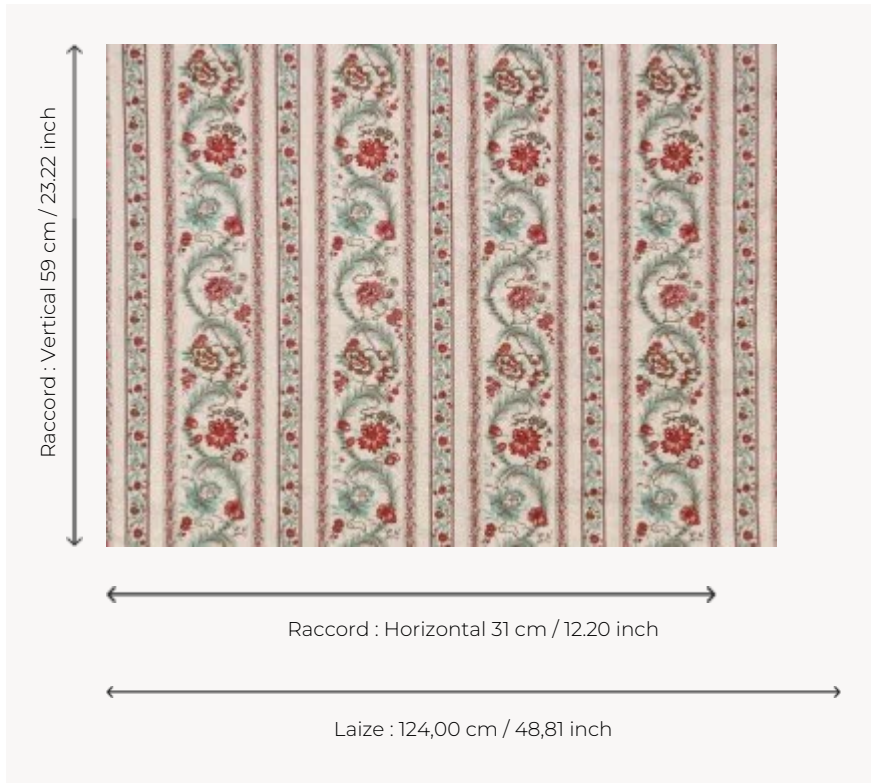 Raccord : Vertical 59 cm / 23.22 inch
Raccord : Horizontal 31 cm / 12.20 inch
Laize : 124,00 cm / 48,81 inch